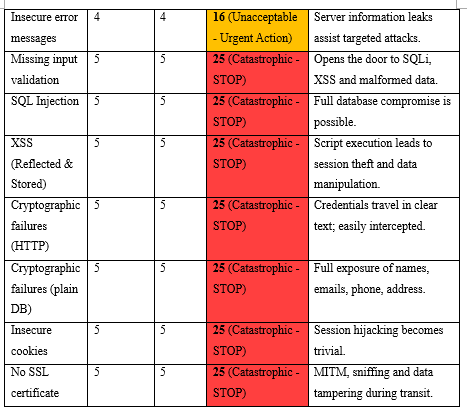 Insecure error 4 4 16 (Unacceptable Server information leaks
messages - Urgent Action) assist targeted attacks.
Missing input 5 5 25 (Catastrophic - Opens the door to SQLi,
validation STOP) XSS and malformed data.
SQL Injection 5 5 25 (Catastrophic - Full database compromise is
STOP) possible.
XSS 5 5 25 (Catastrophic - Script execution leads to
(Reflected & STOP) session theft and data
Stored) manipulation.
Cryptographic 5 5 25 (Catastrophic - Credentials travel in clear
failures STOP) text; easily intercepted.
(HTTP)
Cryptographic 5 5 25 (Catastrophic - Full exposure of names,
failures (plain STOP) emails, phone, address.
DB)
Insecure 5 5 25 (Catastrophic - Session hijacking becomes
cookies STOP) trivial.
No SSL 5 5 25 (Catastrophic - MITM, sniffing and data
certificate STOP) tampering during transit.